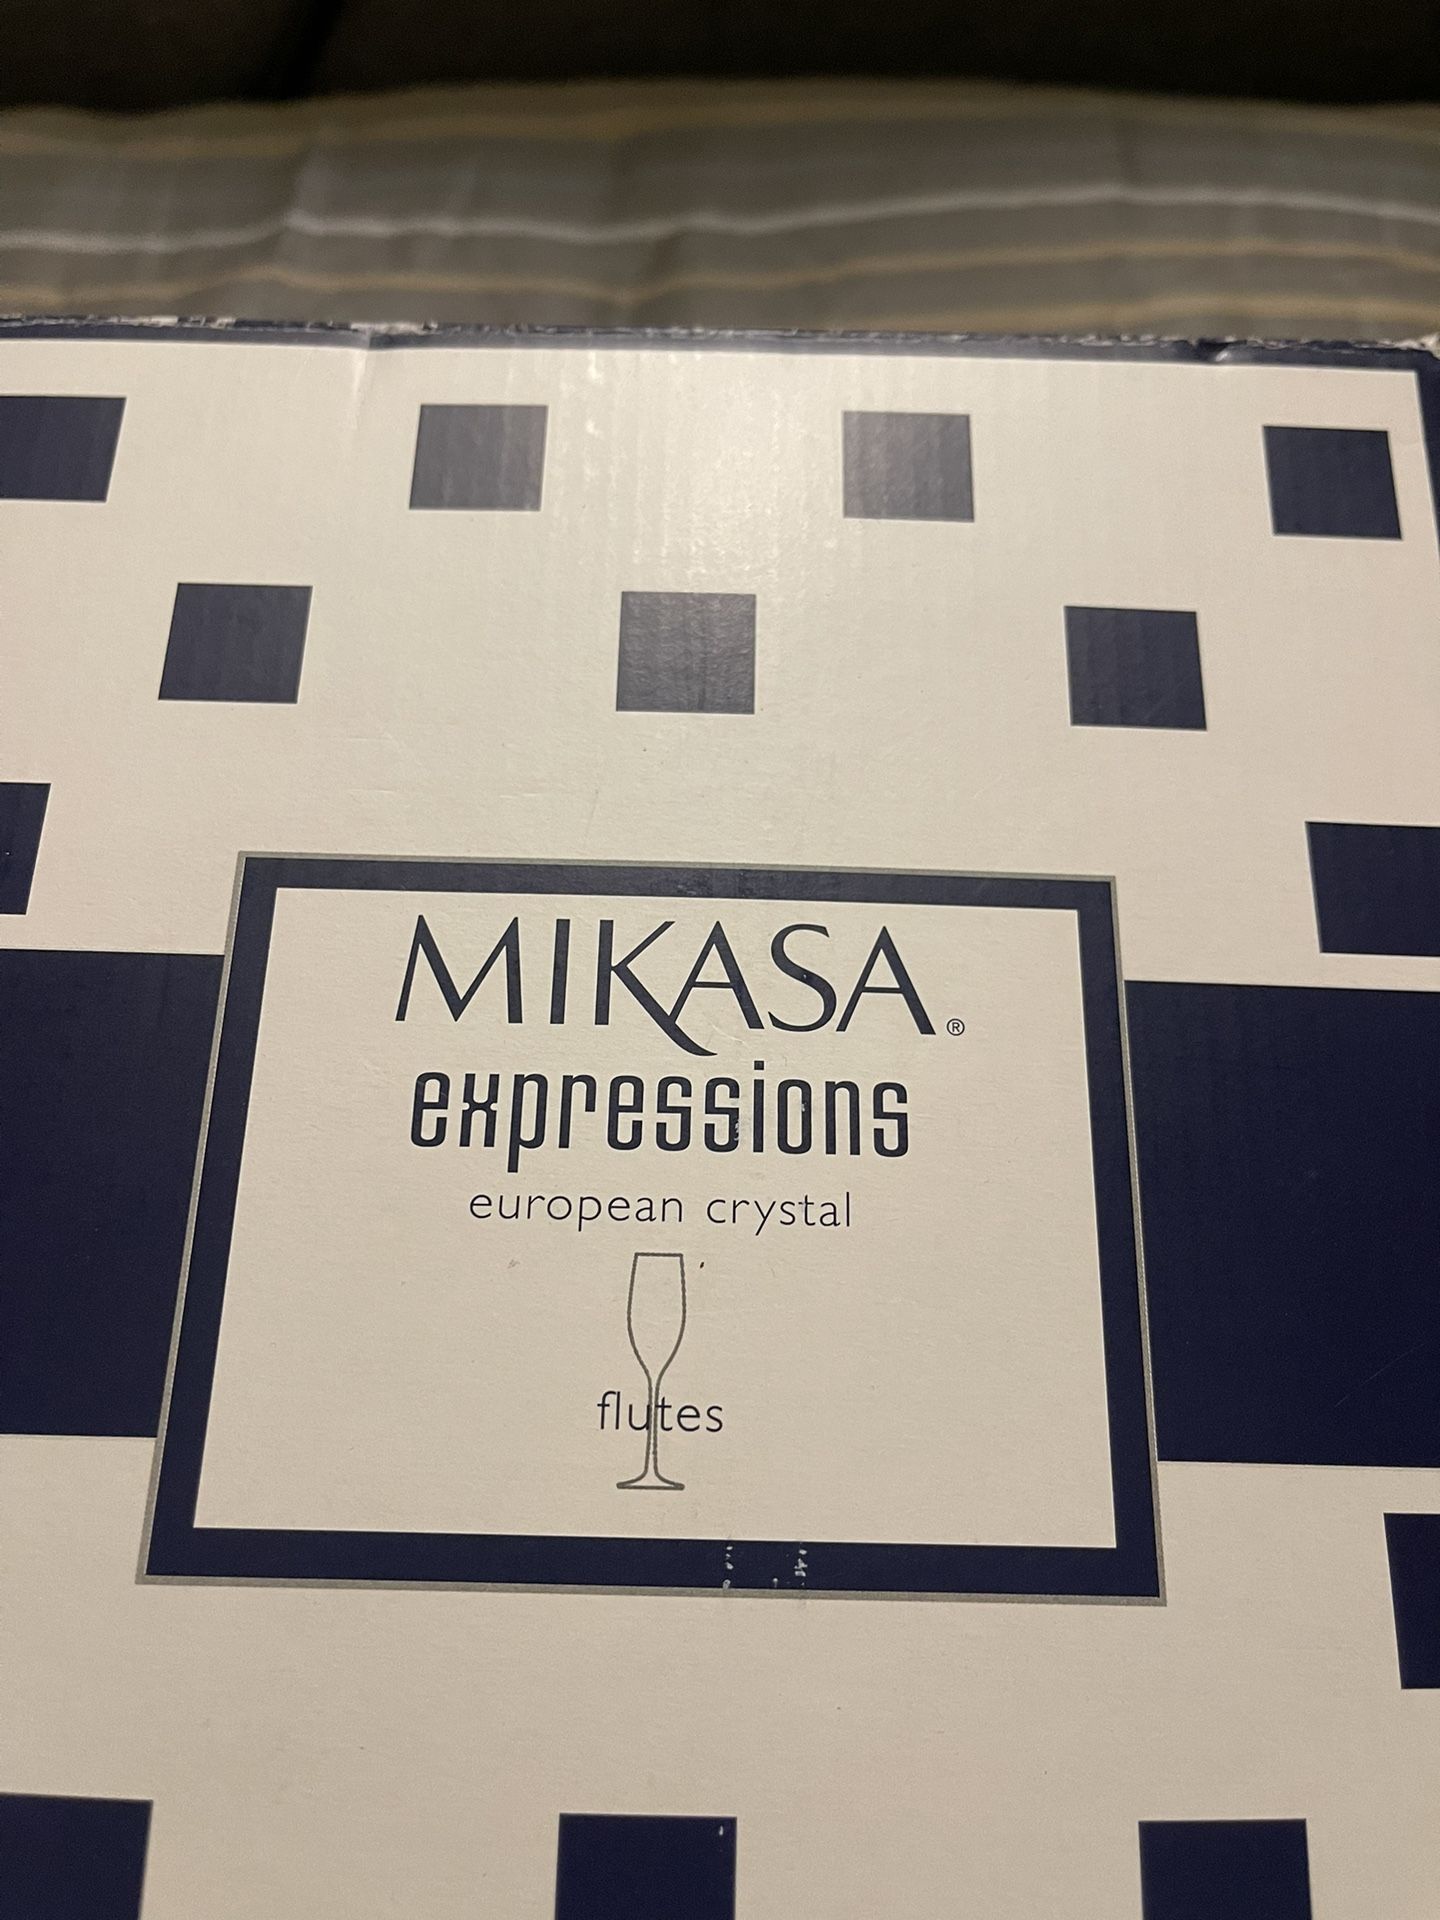 MIKASA®
expressions
european crystal
flutes